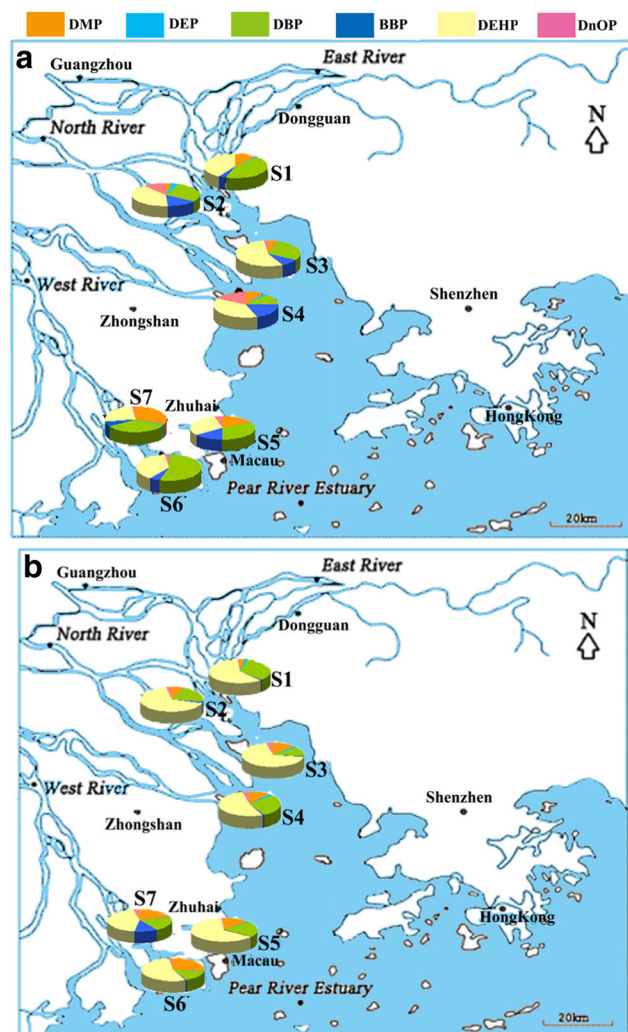 DMP DEP DBP BBP DEHP DnOP
a
East River
Guangzhou
North River
Dongguan
N
S1
S2
S3
West River
S4
Shenzhen
Zhongshan
S7
Zhuhai
HongKong
S5
Macau
S6
Pear River Estuary
20km
b
East River
Guangzhou
Dongguan
N
North River
S1
S2
S3
West River
Shenzhen
Zhongshan
S4
S7
Zhuhai
HongKong
S5
Macau
S6
Pear River Estuary
20km